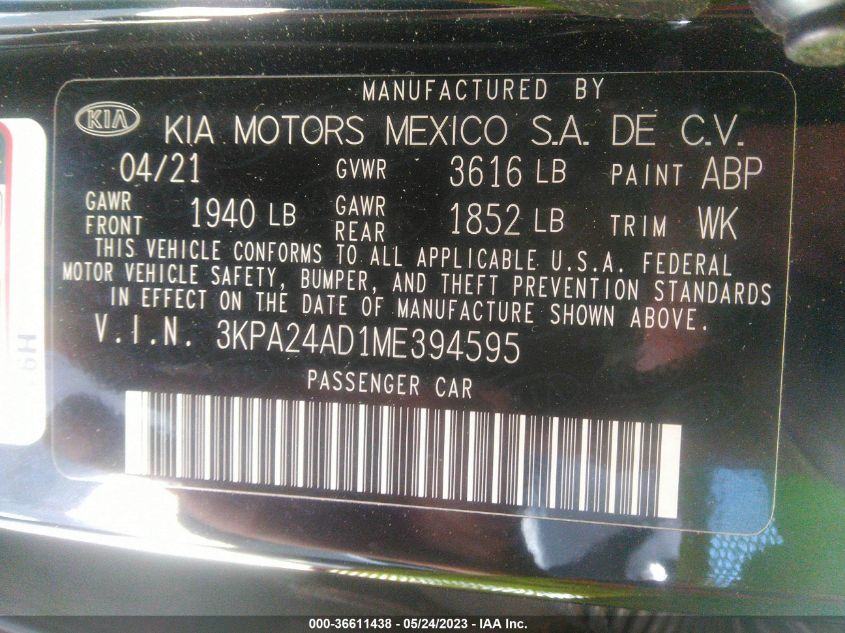 MANUFACTURED BY
KIA KIA MOTORS MEXICO S.A. DE C.V.
04/21 GVWR 3616 LB PAINT ABP
GAWR FRONT 1940 LB GAWR REAR 1852 LB TRIM WK
THIS VEHICLE CONFORMS TO ALL APPLICABLE U.S.A. FEDERAL
MOTOR VEHICLE SAFETY, BUMPER, AND THEFT PREVENTION STANDARDS
IN EFFECT ON THE DATE OF MANUFACTURE SHOWN ABOVE.
V.I.N. 3KPA24AD1ME394595
PASSENGER CAR
000-36611438 - 05/24/2023 - IAA Inc.